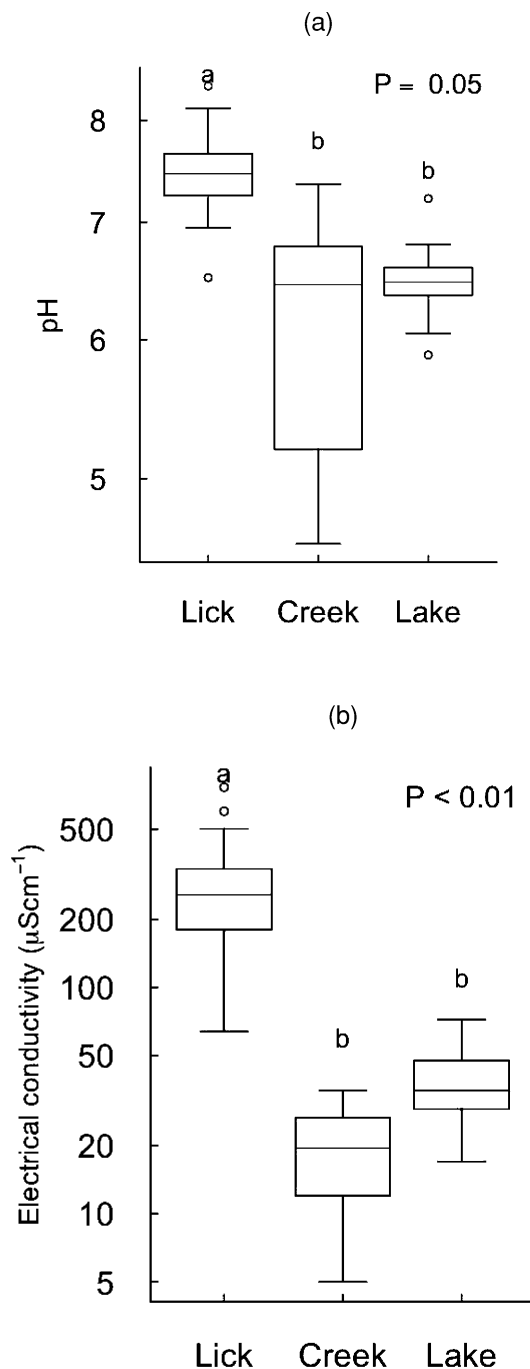 (a)
a
P = 0.05
8
b
b
7
pH
6
5
Lick Creek Lake
(b)
a
P < 0.01
500
Electrical conductivity (µScm⁻¹)
200
100
b
50
b
20
10
5
Lick Creek Lake